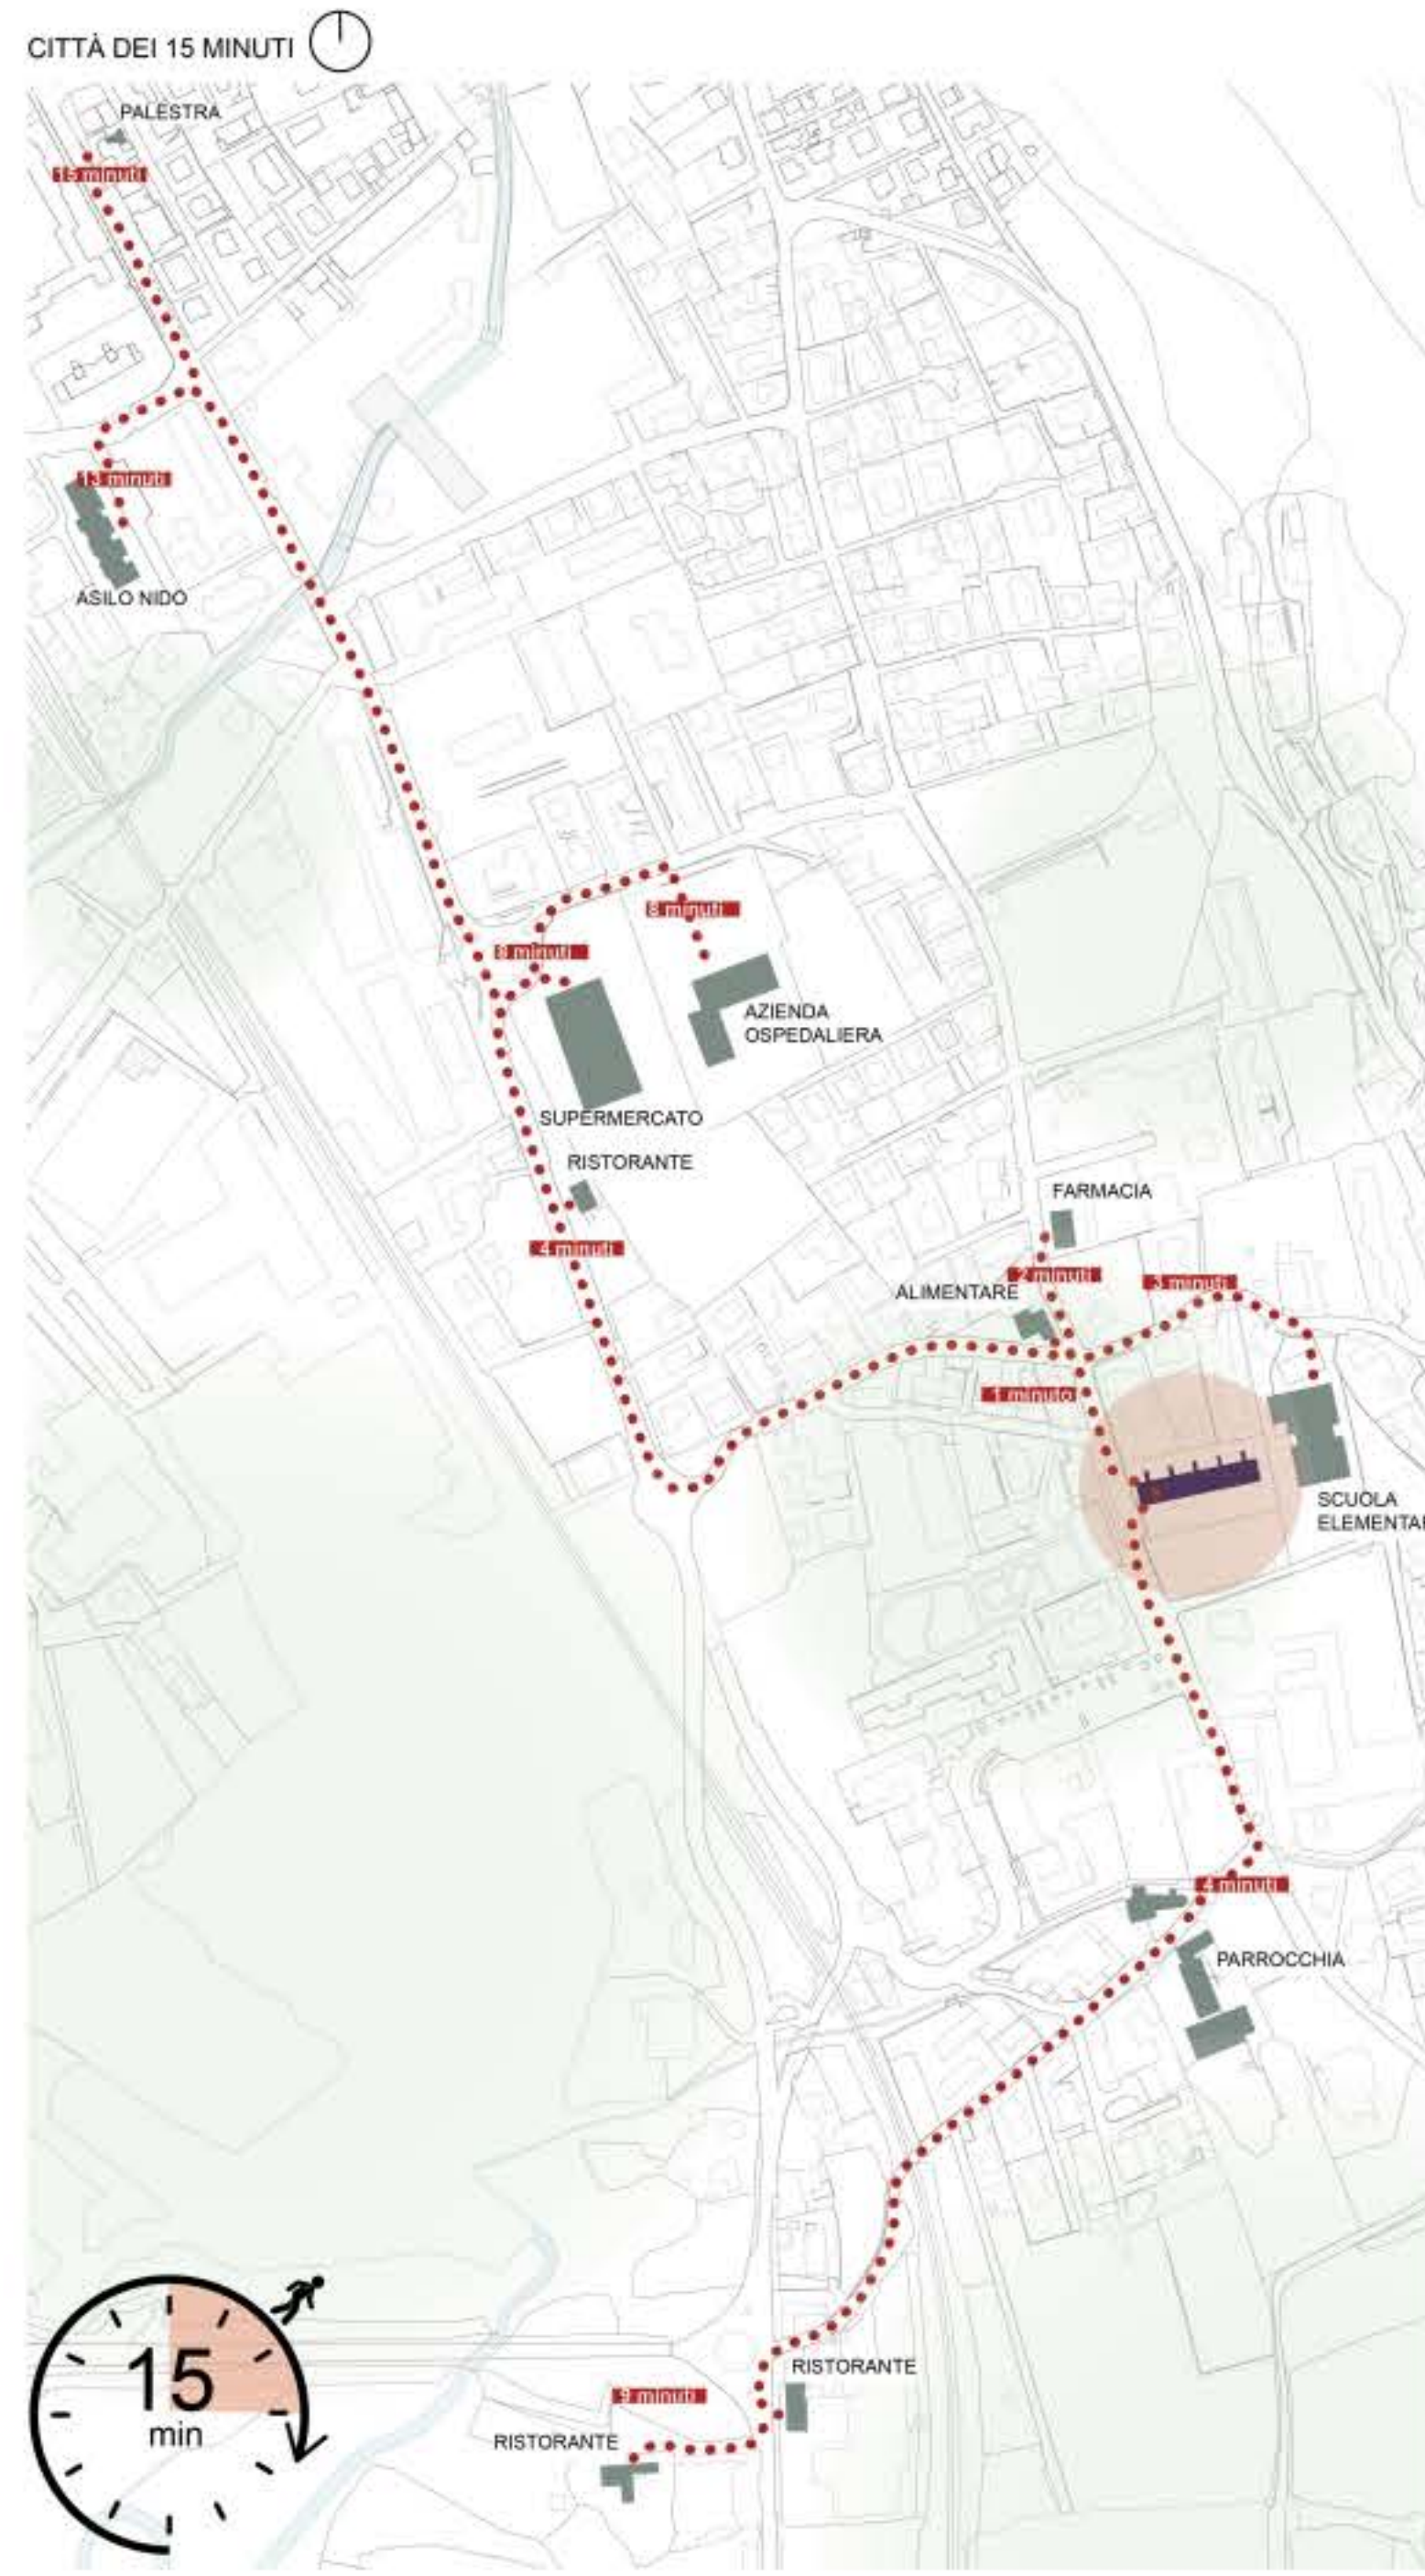 CITTÀ DEI 15 MINUTI
PALESTRA
15 minuti
13 minuti
ASILO NIDO
8 minuti
8 minuti
AZIENDA
OSPEDALIERA
SUPERMERCATO
RISTORANTE
4 minuti
FARMACIA
2 minuti
3 minuti
ALIMENTARE
1 minuto
SCUOLA
ELEMENTAR
4 minuti
PARROCCHIA
15
min
RISTORANTE
9 minuti
RISTORANTE